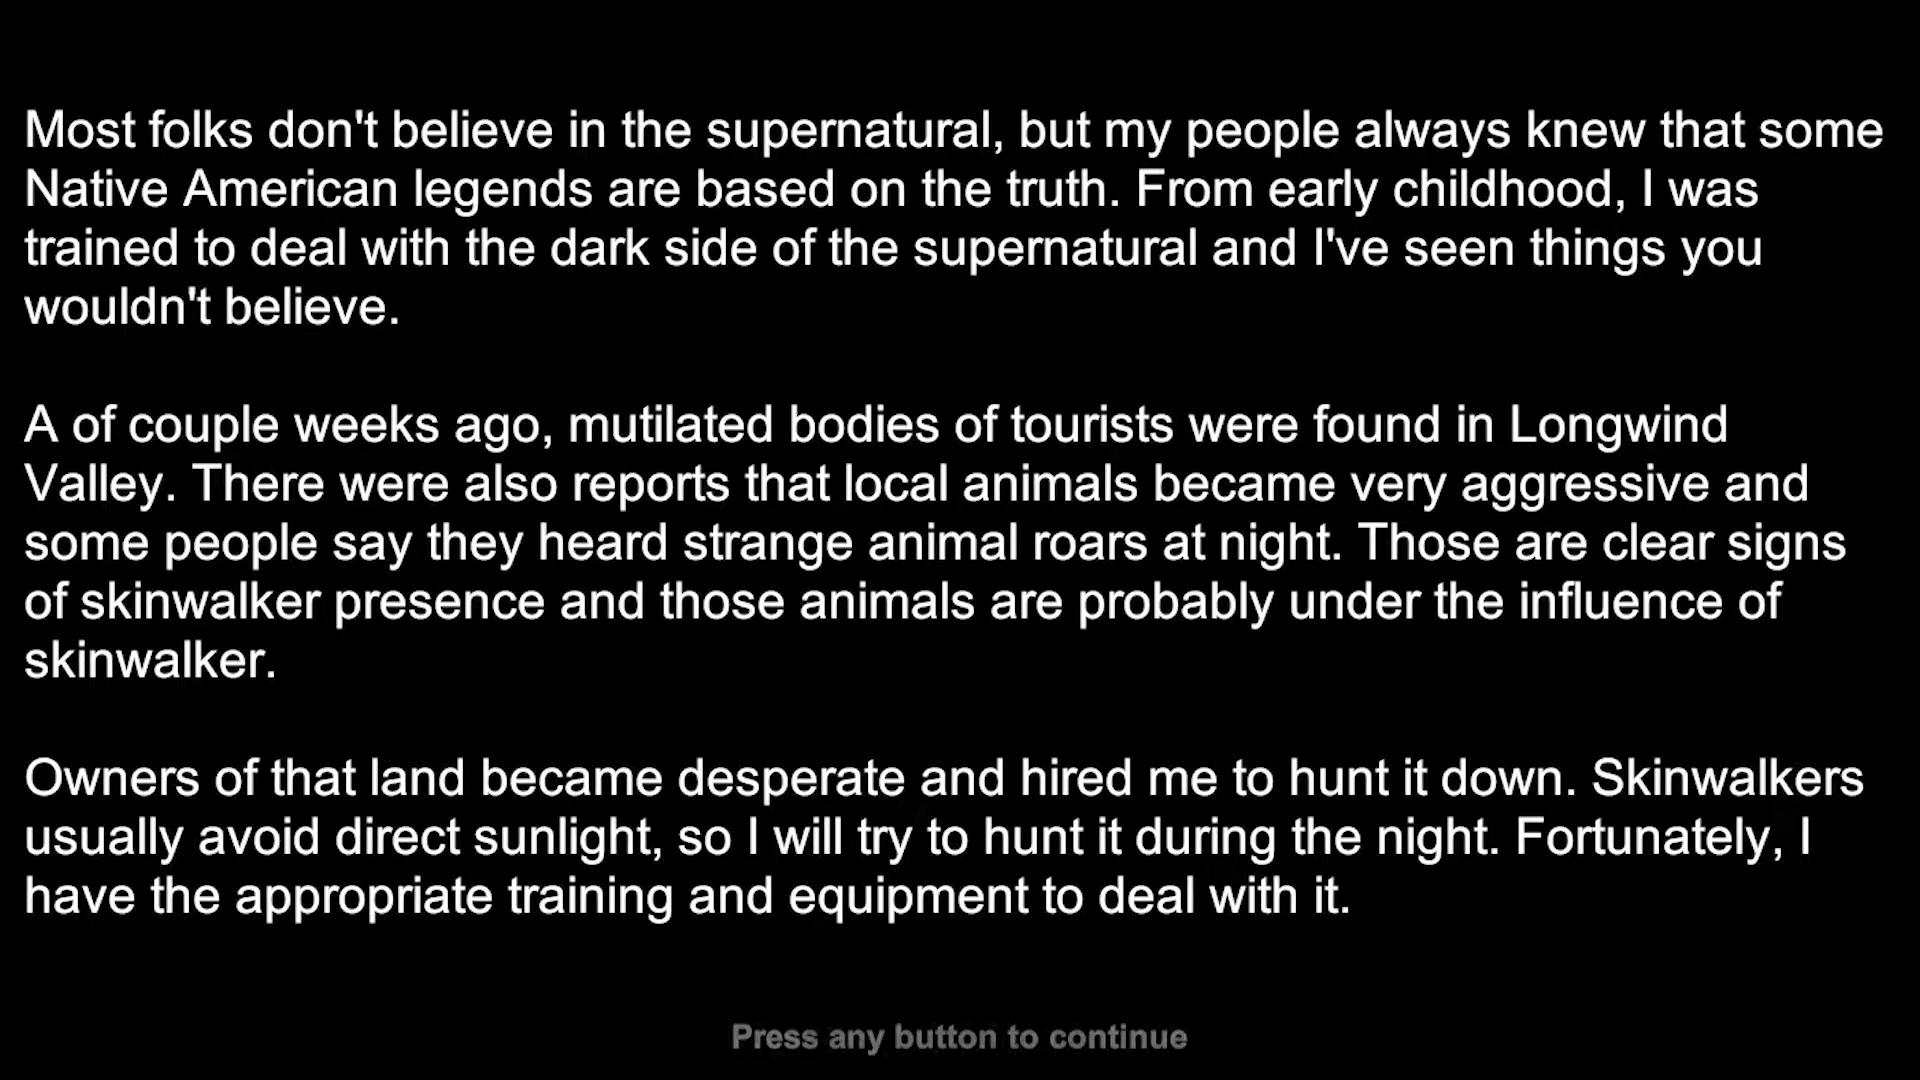 Most folks don't believe in the supernatural, but my people always knew that some
Native American legends are based on the truth. From early childhood, I was
trained to deal with the dark side of the supernatural and I've seen things you
wouldn't believe.
A of couple weeks ago, mutilated bodies of tourists were found in Longwind
Valley. There were also reports that local animals became very aggressive and
some people say they heard strange animal roars at night. Those are clear signs
of skinwalker presence and those animals are probably under the influence of
skinwalker.
Owners of that land became desperate and hired me to hunt it down. Skinwalkers
usually avoid direct sunlight, so I will try to hunt it during the night. Fortunately, I
have the appropriate training and equipment to deal with it.
Press any button to continue